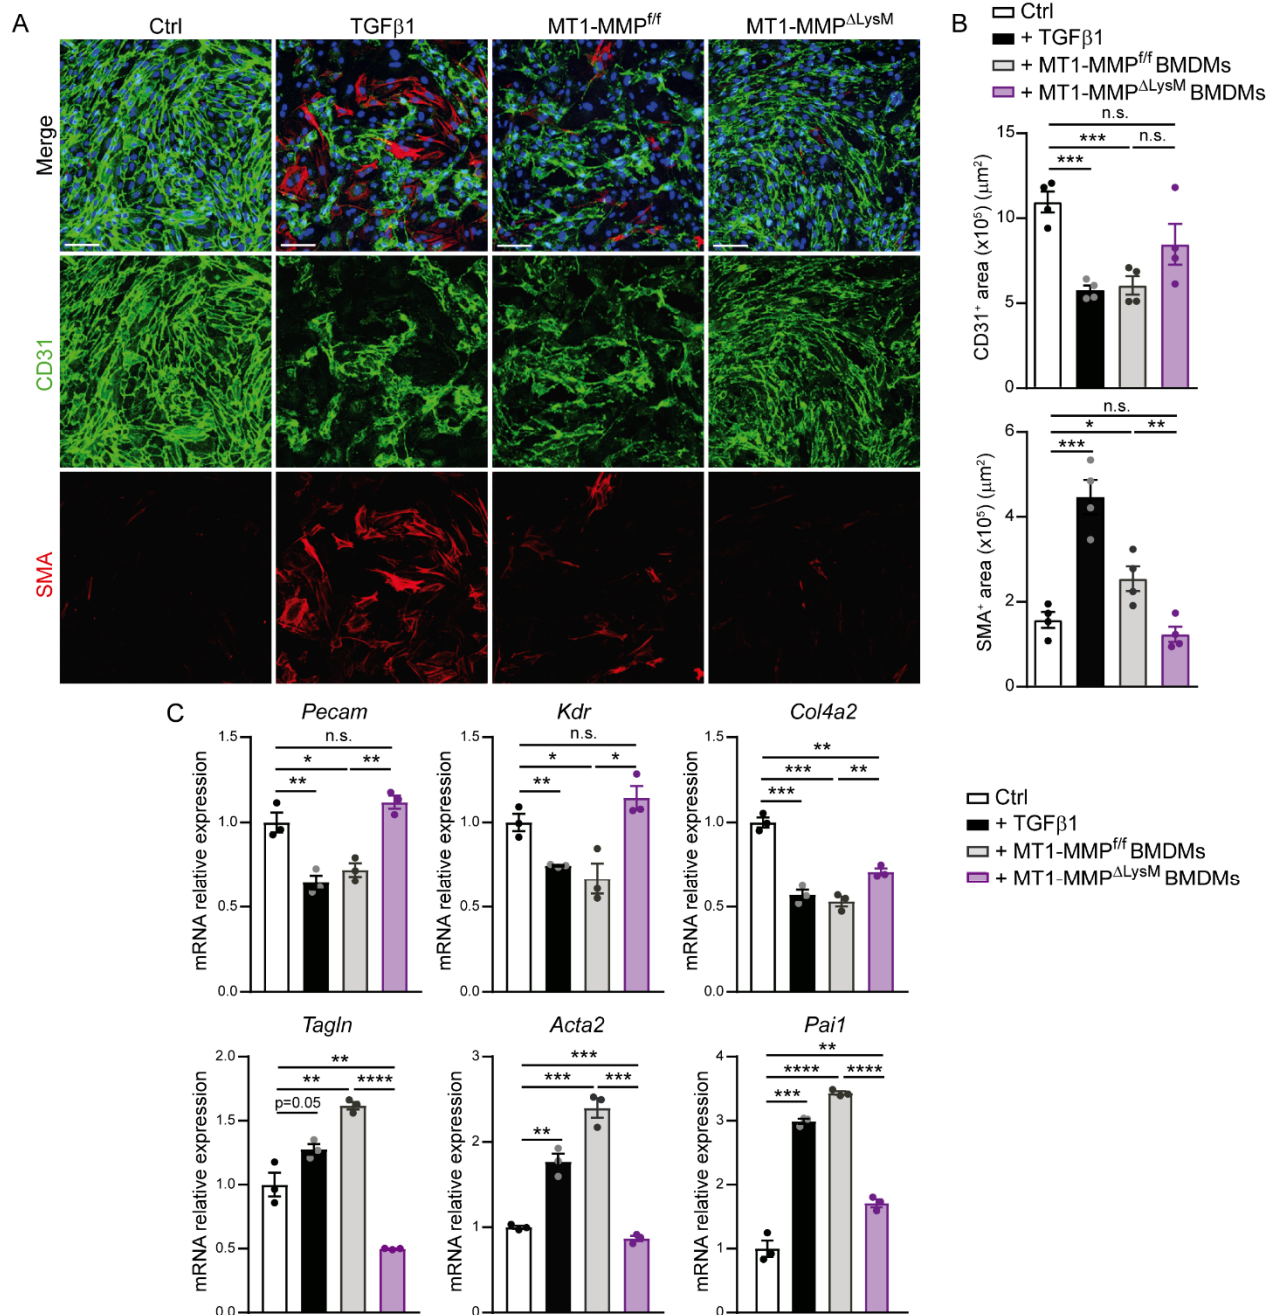 A
Ctrl
TGFβ1
MT1-MMP^f/f
MT1-MMP^ΔLysM
Merge
CD31
SMA
B
Ctrl
+ TGFβ1
+ MT1-MMP^f/f BMDMs
+ MT1-MMP^ΔLysM BMDMs
n.s.
*** n.s.
***
15
10
5
0
CD31⁺ area (x10⁵) (μm²)
n.s.
* **
***
6
4
2
0
SMA⁺ area (x10⁵) (μm²)
C
Pecam
n.s.
* **
**
1.5
1.0
0.5
0.0
mRNA relative expression
Kdr
n.s.
* *
**
1.5
1.0
0.5
0.0
mRNA relative expression
Col4a2
**
*** **
***
1.5
1.0
0.5
0.0
mRNA relative expression
Ctrl
+ TGFβ1
+ MT1-MMP^f/f BMDMs
+ MT1-MMP^ΔLysM BMDMs
Tagln
**
** ****
p=0.05
2.0
1.5
1.0
0.5
0.0
mRNA relative expression
Acta2
***
*** ***
**
3
2
1
0
mRNA relative expression
Pai1
**
**** ****
***
4
3
2
1
0
mRNA relative expression